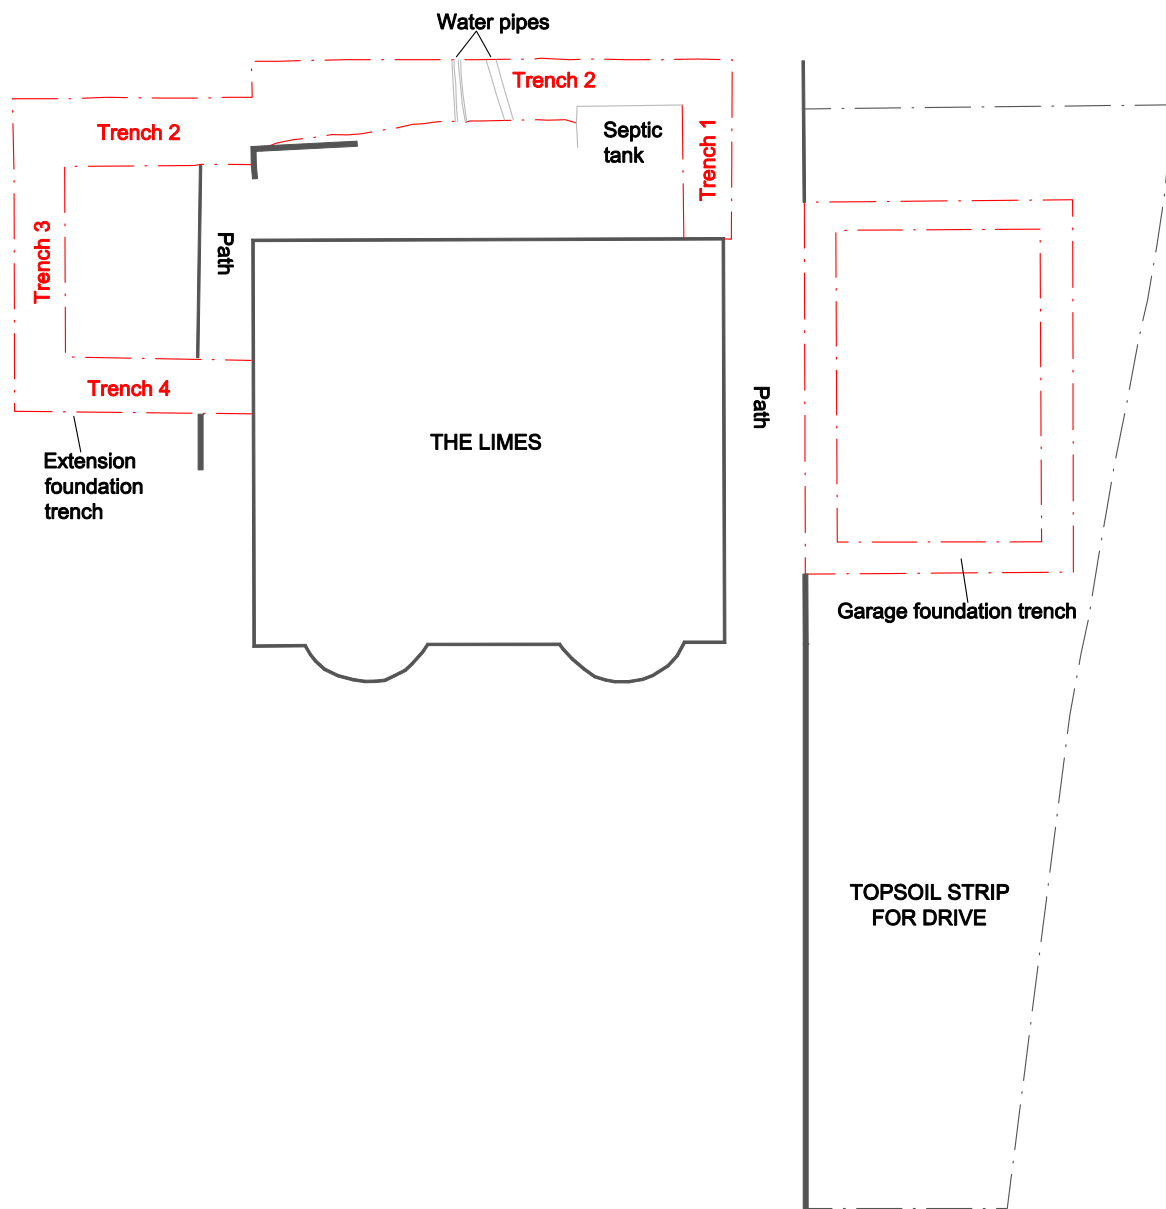 Water pipes
Trench 2
Trench 2
Septic
tank
Trench 1
Trench 3
Path
Trench 4
Path
THE LIMES
Extension
foundation
trench
Garage foundation trench
TOPSOIL STRIP
FOR DRIVE